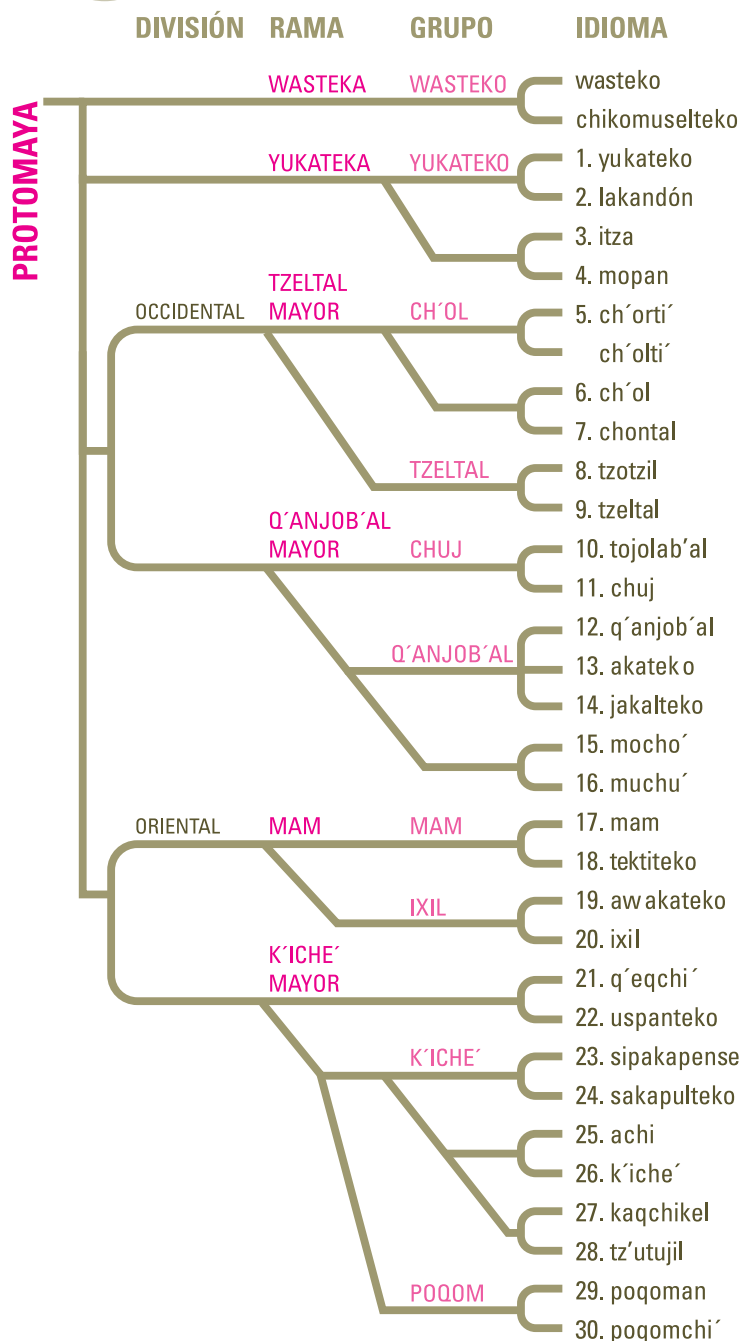 DIVISIÓN RAMA GRUPO IDIOMA
PROTOMAYA
WASTEKA WASTEKO wasteko
chikomuselteko
YUKATEKA YUKATEKO 1. yukateko
2. lakandón
3. itza
4. mopan
TZELTAL
OCCIDENTAL MAYOR CH´OL 5. ch´orti´
ch´olti´
6. ch´ol
7. chontal
TZELTAL 8. tzotzil
9. tzeltal
Q´ANJOB´AL
MAYOR CHUJ 10. tojolab’al
11. chuj
12. q´anjob´al
Q´ANJOB´AL 13. akateko
14. jakalteko
15. mocho´
16. muchu´
ORIENTAL MAM MAM 17. mam
18. tektiteko
IXIL 19. awakateko
20. ixil
K´ICHE´
MAYOR 21. q´eqchi´
22. uspanteko
K´ICHE´ 23. sipakapense
24. sakapulteko
25. achi
26. k´iche´
27. kaqchikel
28. tz’utujil
POQOM 29. poqoman
30. poqomchi´